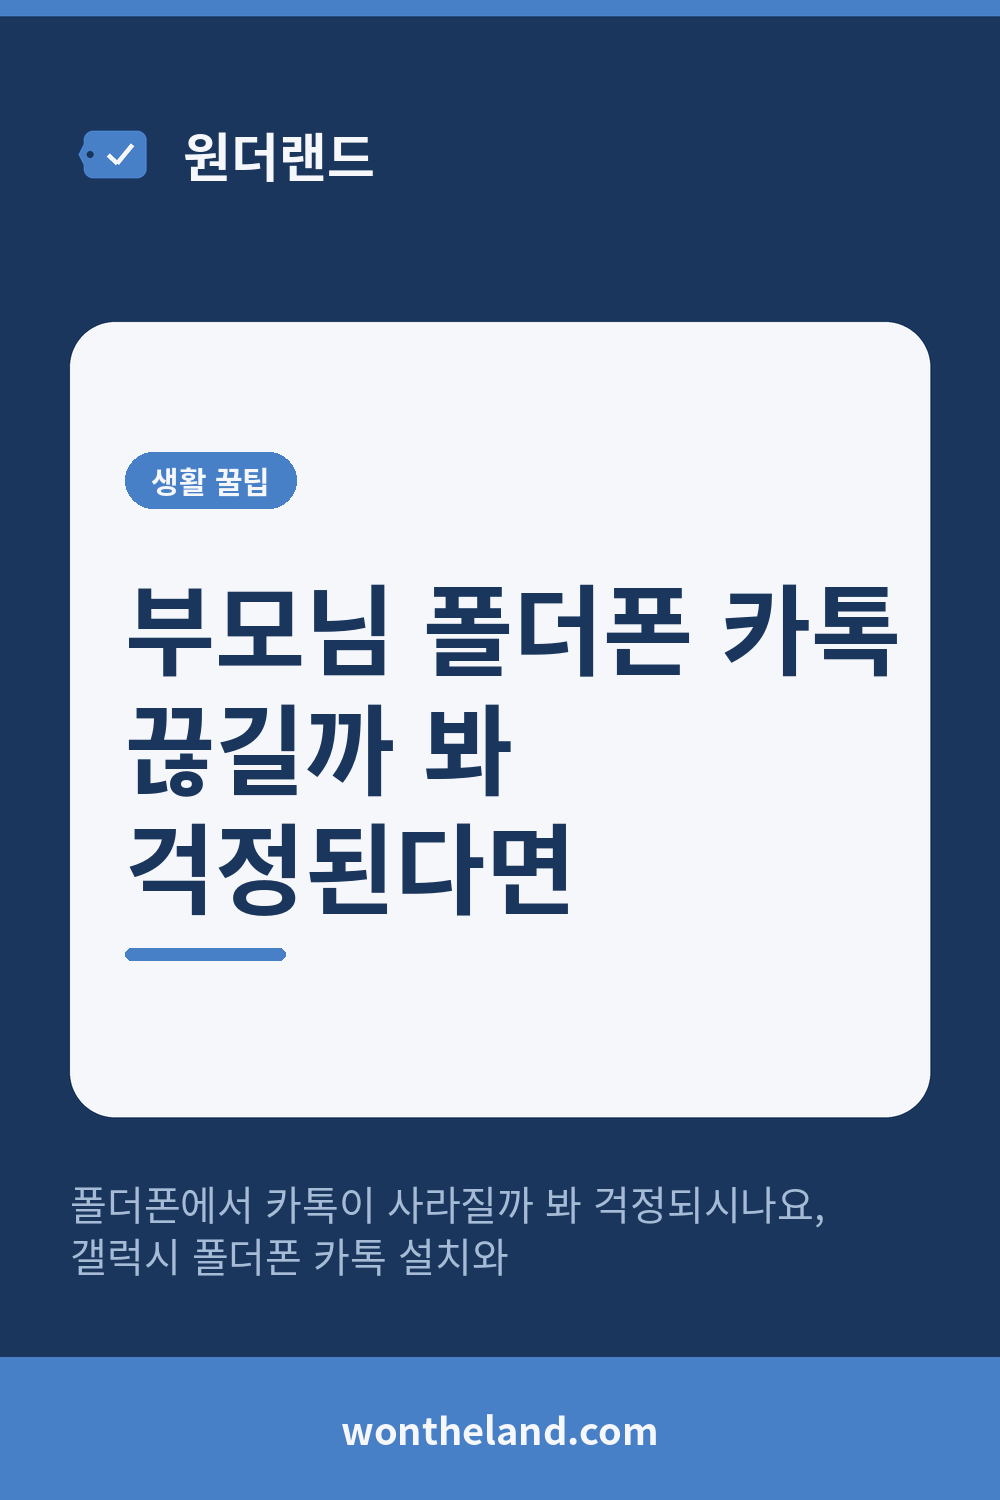 원더랜드
생활 꿀팁
부모님 폴더폰 카톡
끊길까 봐
걱정된다면
폴더폰에서 카톡이 사라질까 봐 걱정되시나요,
갤럭시 폴더폰 카톡 설치와
wontheland.com